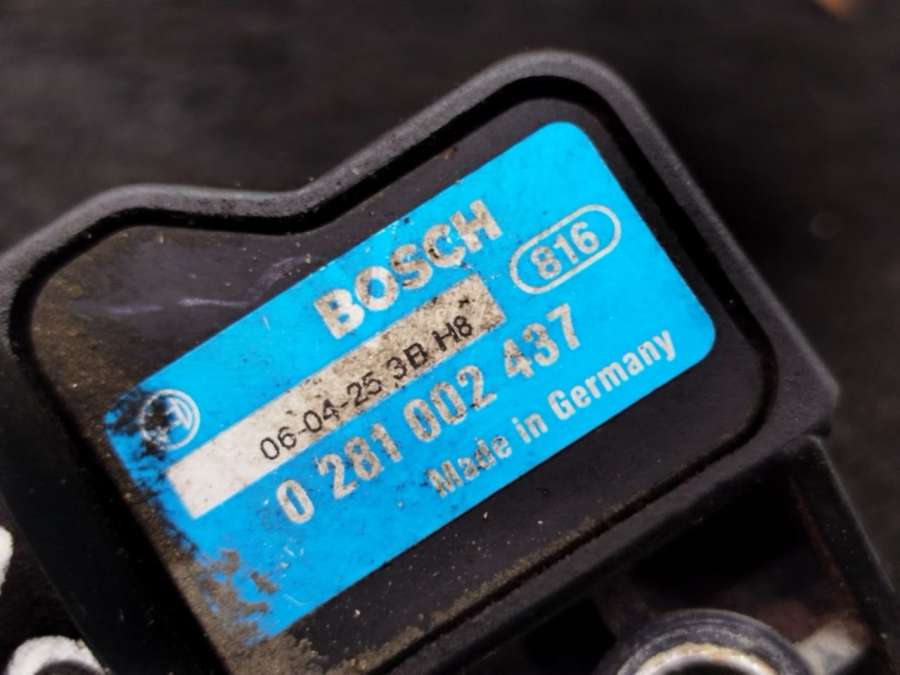 BOSCH
816
06-04-25 3B H8
0 281 002 437
Made in Germany